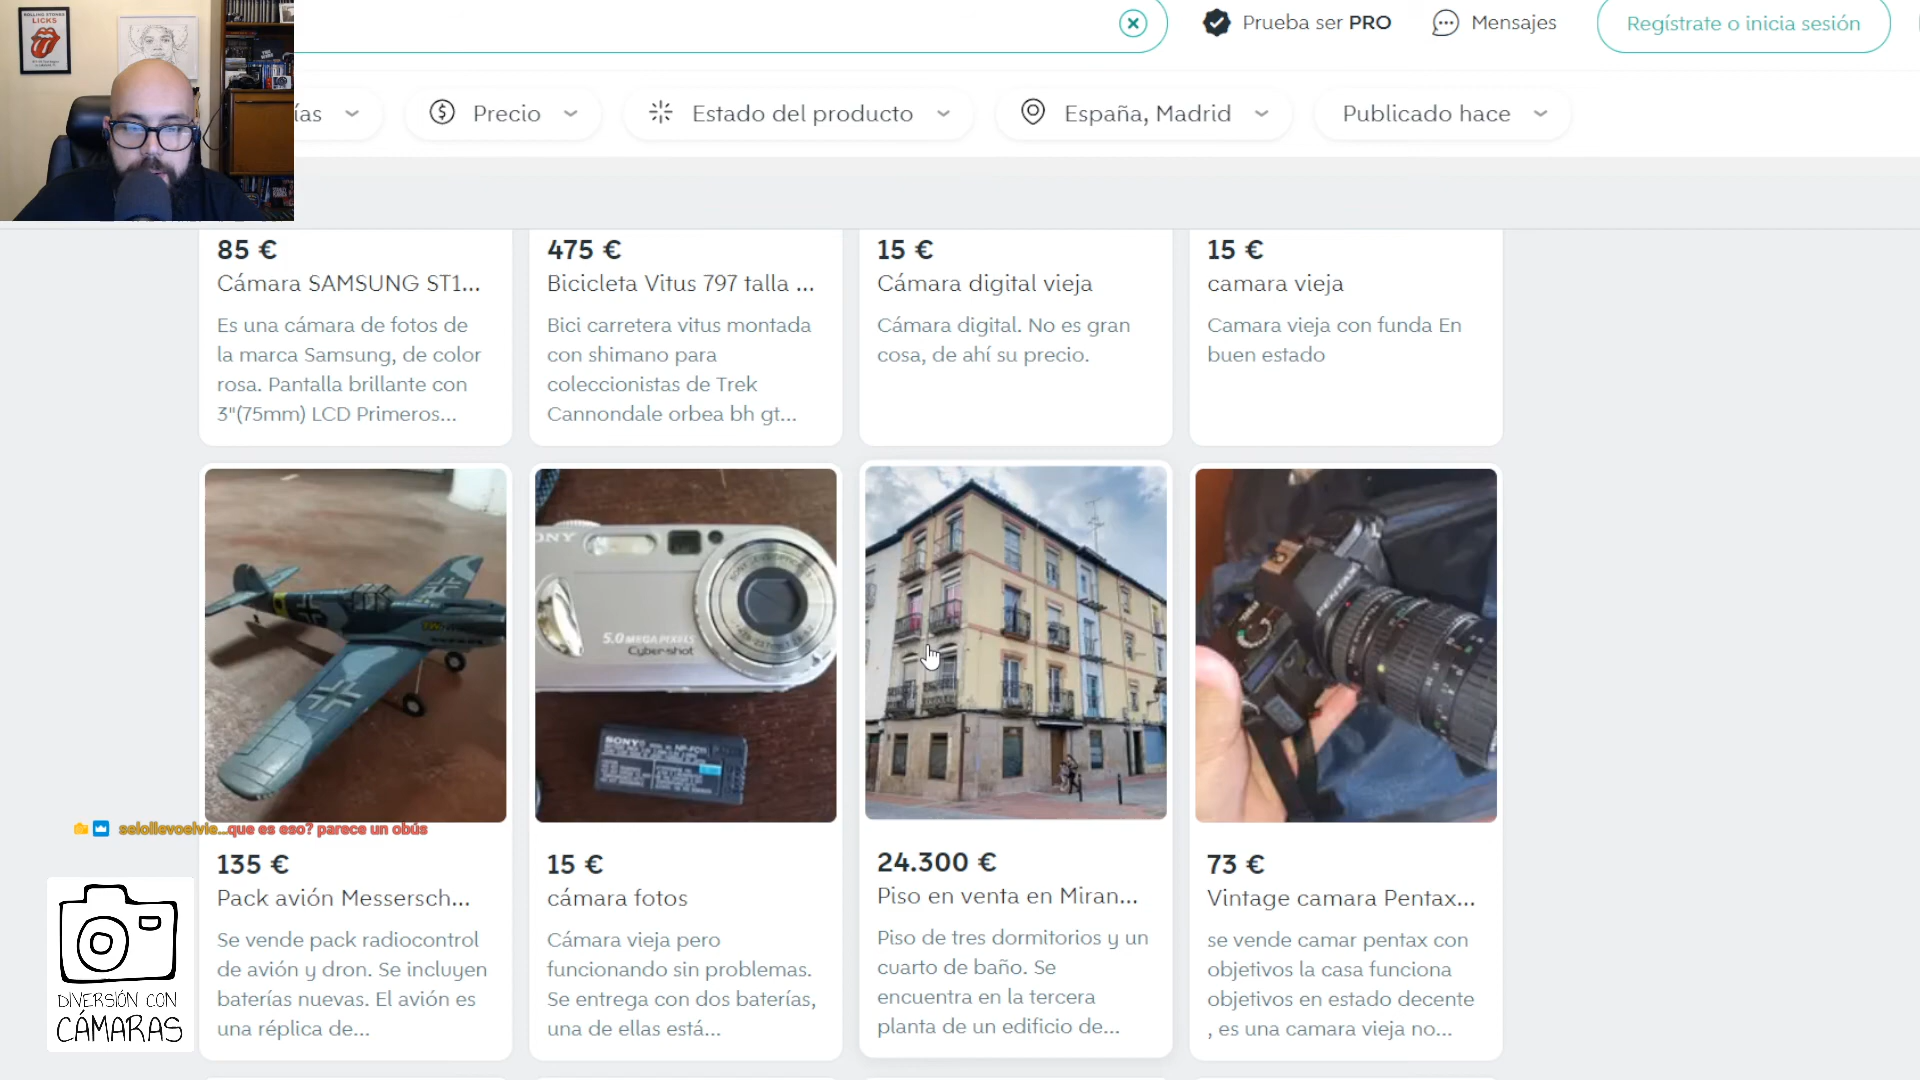 ROLLING STONES
LICKS
Prueba ser PRO
Mensajes
Regístrate o inicia sesión
ías
Precio
Estado del producto
España, Madrid
Publicado hace
85 €
Cámara SAMSUNG ST1...
Es una cámara de fotos de
la marca Samsung, de color
rosa. Pantalla brillante con
3"(75mm) LCD Primeros...
475 €
Bicicleta Vitus 797 talla ...
Bici carretera vitus montada
con shimano para
coleccionistas de Trek
Cannondale orbea bh gt...
15 €
Cámara digital vieja
Cámara digital. No es gran
cosa, de ahí su precio.
15 €
camara vieja
Camara vieja con funda En
buen estado
ONY
5.0 MEGA PIXELS
Cyber-shot
SONY
NP-FC11
PENTAX
selollevoelvie...que es eso? parece un obús
135 €
Pack avión Messersch...
Se vende pack radiocontrol
de avión y dron. Se incluyen
baterías nuevas. El avión es
una réplica de...
15 €
cámara fotos
Cámara vieja pero
funcionando sin problemas.
Se entrega con dos baterías,
una de ellas está...
24.300 €
Piso en venta en Miran...
Piso de tres dormitorios y un
cuarto de baño. Se
encuentra en la tercera
planta de un edificio de...
73 €
Vintage camara Pentax...
se vende camar pentax con
objetivos la casa funciona
objetivos en estado decente
, es una camara vieja no...
DIVERSIÓN CON
CÁMARAS